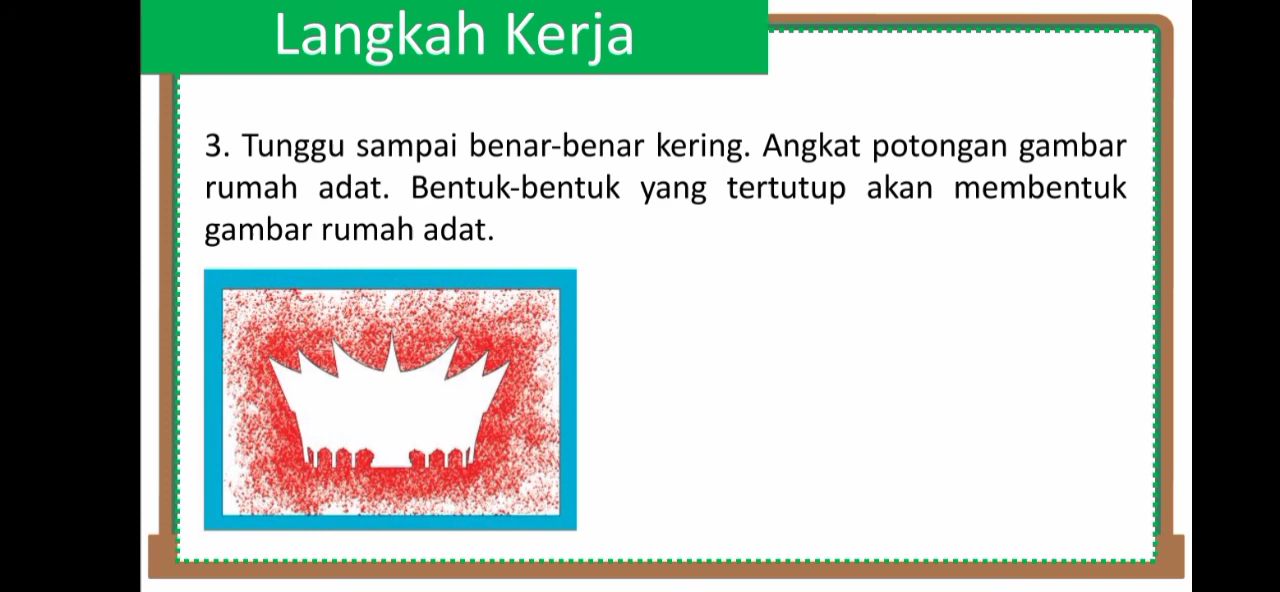 Langkah Kerja
3. Tunggu sampai benar-benar kering. Angkat potongan gambar
rumah adat. Bentuk-bentuk yang tertutup akan membentuk
gambar rumah adat.